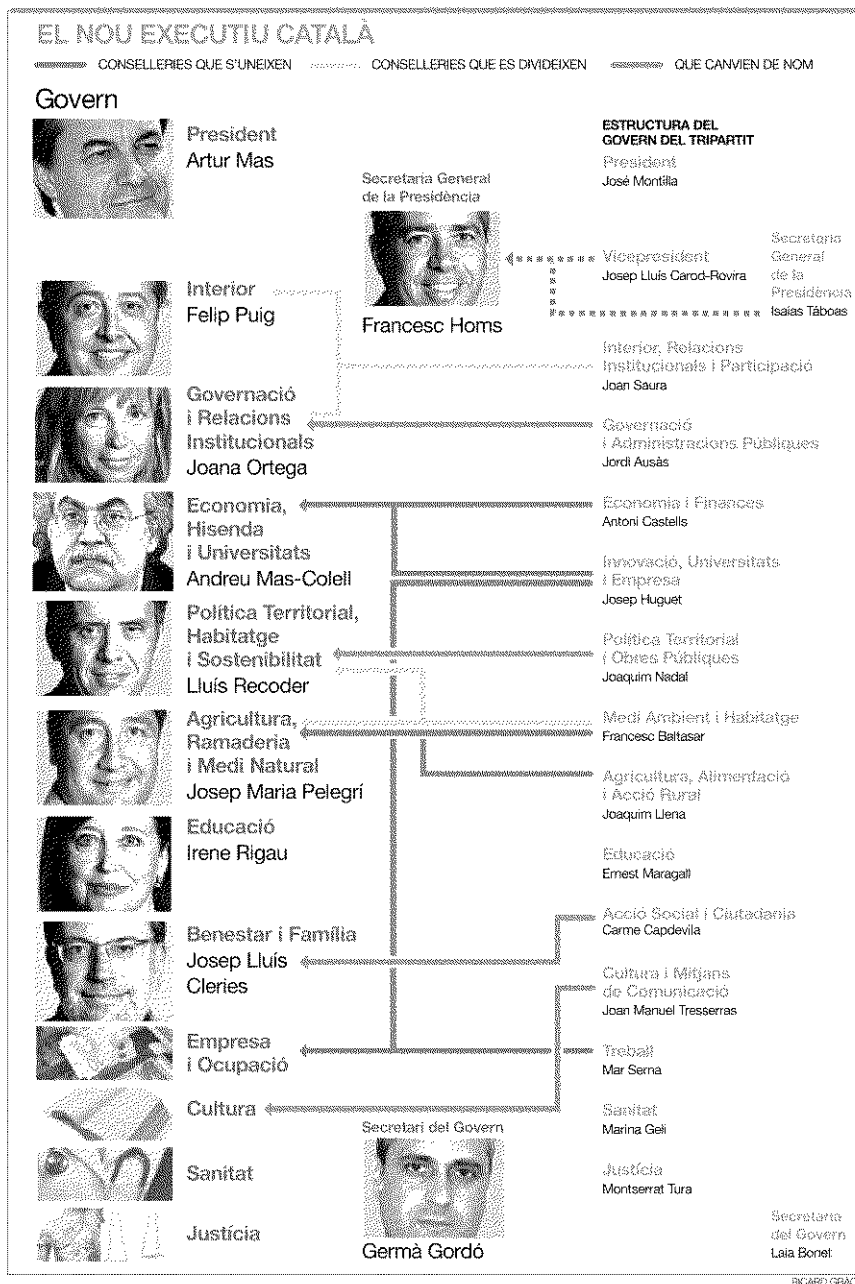 EL NOU EXECUTIU CATALÀ
CONSELLERIES QUE S'UNEIXEN
CONSELLERIES QUE ES DIVIDEIXEN
QUE CANVIEN DE NOM
Govern
President
Artur Mas
Secretaria General
de la Presidència
Francesc Homs
Interior
Felip Puig
Governació
i Relacions
Institucionals
Joana Ortega
Economia,
Hisenda
i Universitats
Andreu Mas-Colell
Política Territorial,
Habitatge
i Sostenibilitat
Lluís Recoder
Agricultura,
Ramaderia
i Medi Natural
Josep Maria Pelegrí
Educació
Irene Rigau
Benestar i Família
Josep Lluís
Cleries
Empresa
i Ocupació
Cultura
Sanitat
Justícia
Secretari del Govern
Germà Gordó
ESTRUCTURA DEL
GOVERN DEL TRIPARTIT
President
José Montilla
Vicepresident
Josep Lluís Carod-Rovira
Secretaria
General
de la
Presidència
Isaías Táboas
Interior, Relacions
Institucionals i Participació
Joan Saura
Governació
i Administracions Públiques
Jordi Ausàs
Economia i Finances
Antoni Castells
Innovació, Universitats
i Empresa
Josep Huguet
Política Territorial
i Obres Públiques
Joaquim Nadal
Medi Ambient i Habitatge
Francesc Baltasar
Agricultura, Alimentació
i Acció Rural
Joaquim Llena
Educació
Ernest Maragall
Acció Social i Ciutadania
Carme Capdevila
Cultura i Mitjans
de Comunicació
Joan Manuel Tresserras
Treball
Mar Serna
Sanitat
Marina Geli
Justícia
Montserrat Tura
Secretaria
del Govern
Laia Bonet
RICARD